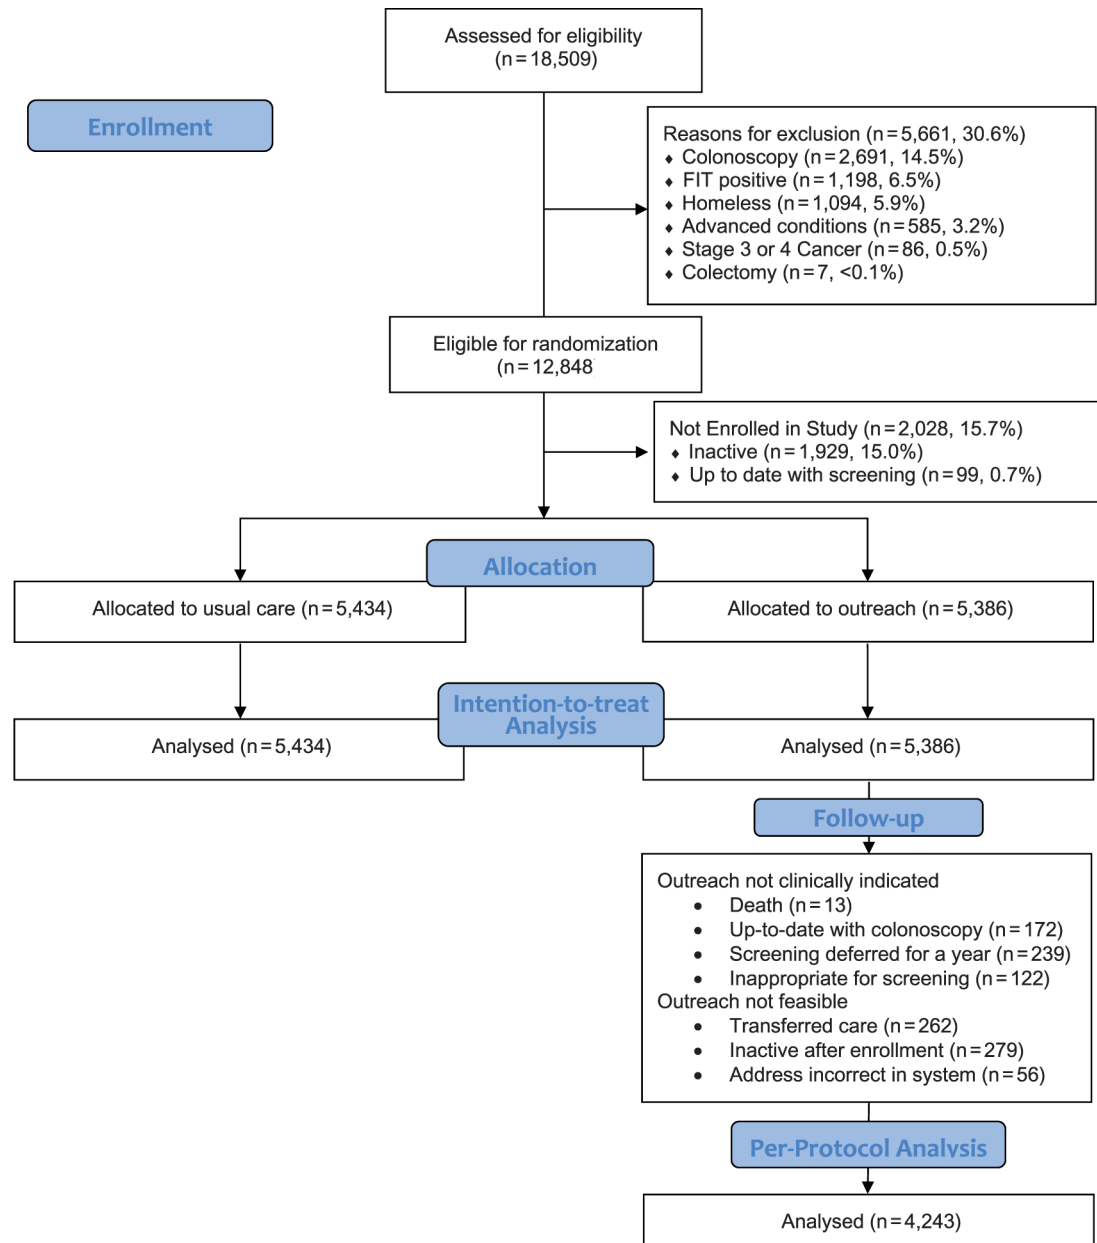 Assessed for eligibility
(n = 18,509)
Enrollment
Reasons for exclusion (n = 5,661, 30.6%)
♦ Colonoscopy (n = 2,691, 14.5%)
♦ FIT positive (n = 1,198, 6.5%)
♦ Homeless (n = 1,094, 5.9%)
♦ Advanced conditions (n = 585, 3.2%)
♦ Stage 3 or 4 Cancer (n = 86, 0.5%)
♦ Colectomy (n = 7, <0.1%)
Eligible for randomization
(n = 12,848
Not Enrolled in Study (n = 2,028, 15.7%)
♦ Inactive (n = 1,929, 15.0%)
♦ Up to date with screening (n = 99, 0.7%)
Allocation
Allocated to usual care (n = 5,434)
Allocated to outreach (n = 5,386)
Intention-to-treat
Analysis
Analysed (n = 5,434)
Analysed (n = 5,386)
Follow-up
Outreach not clinically indicated
• Death (n = 13)
• Up-to-date with colonoscopy (n = 172)
• Screening deferred for a year (n = 239)
• Inappropriate for screening (n = 122)
Outreach not feasible
• Transferred care (n = 262)
• Inactive after enrollment (n = 279)
• Address incorrect in system (n = 56)
Per-Protocol Analysis
Analysed (n = 4,243)